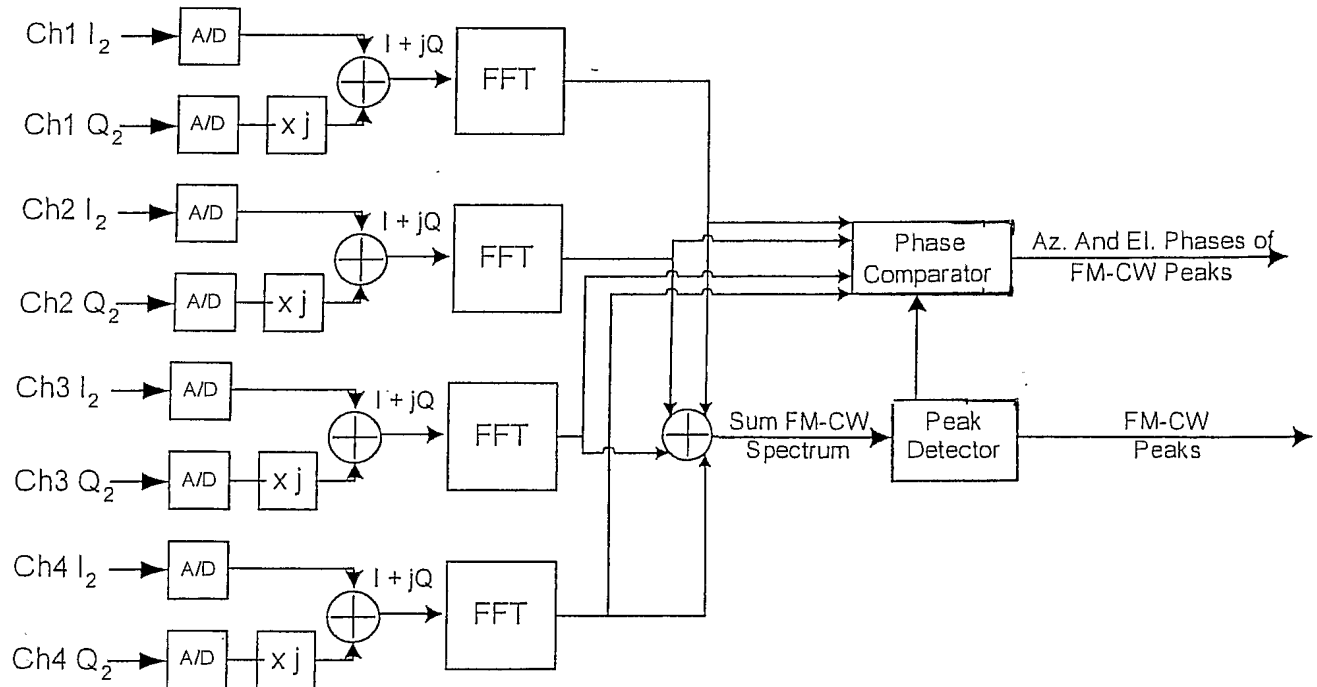 Ch1 I₂
A/D
I + jQ
FFT
Ch1 Q₂
A/D
x j
Ch2 I₂
A/D
I + jQ
FFT
Ch2 Q₂
A/D
x j
Phase
Comparator
Az. And El. Phases of
FM-CW Peaks
Ch3 I₂
A/D
I + jQ
FFT
Ch3 Q₂
A/D
x j
Sum FM-CW
Spectrum
Peak
Detector
FM-CW
Peaks
Ch4 I₂
A/D
I + jQ
FFT
Ch4 Q₂
A/D
x j